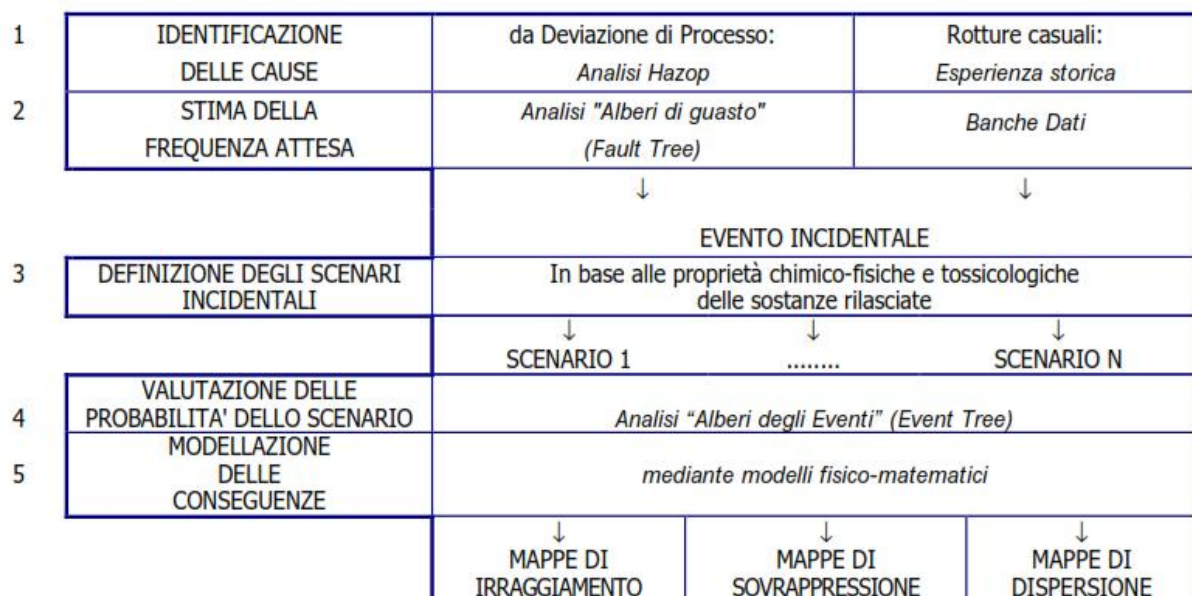 1 IDENTIFICAZIONE da Deviazione di Processo: Rotture casuali:
DELLE CAUSE Analisi Hazop Esperienza storica
2 STIMA DELLA Analisi "Alberi di guasto" Banche Dati
FREQUENZA ATTESA (Fault Tree)
↓ ↓
EVENTO INCIDENTALE
3 DEFINIZIONE DEGLI SCENARI In base alle proprietà chimico-fisiche e tossicologiche
INCIDENTALI delle sostanze rilasciate
↓ ↓ ↓
SCENARIO 1 ........ SCENARIO N
VALUTAZIONE DELLE
4 PROBABILITA' DELLO SCENARIO Analisi “Alberi degli Eventi” (Event Tree)
MODELLAZIONE
5 DELLE mediante modelli fisico-matematici
CONSEGUENZE
↓ ↓ ↓
MAPPE DI MAPPE DI MAPPE DI
IRRAGGIAMENTO SOVRAPPRESSIONE DISPERSIONE